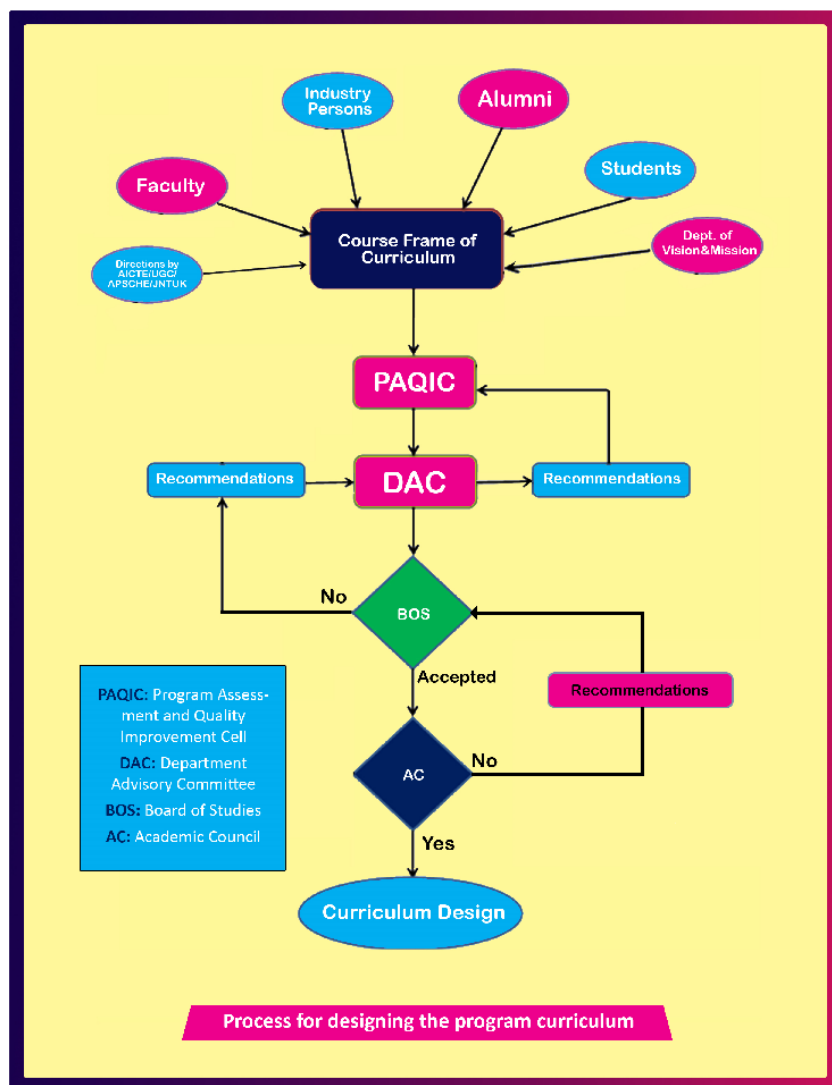 Industry
Persons
Alumni
Students
Faculty
Dept. of
Vision&Mission
Directions by
AICTE/UGC/
APSCHE/JNTUK
Course Frame of
Curriculum
PAQIC
Recommendations
DAC
Recommendations
No
BOS
Accepted
Recommendations
AC
No
Yes
Curriculum Design
PAQIC: Program Assess-
ment and Quality
Improvement Cell
DAC: Department
Advisory Committee
BOS: Board of Studies
AC: Academic Council
Process for designing the program curriculum